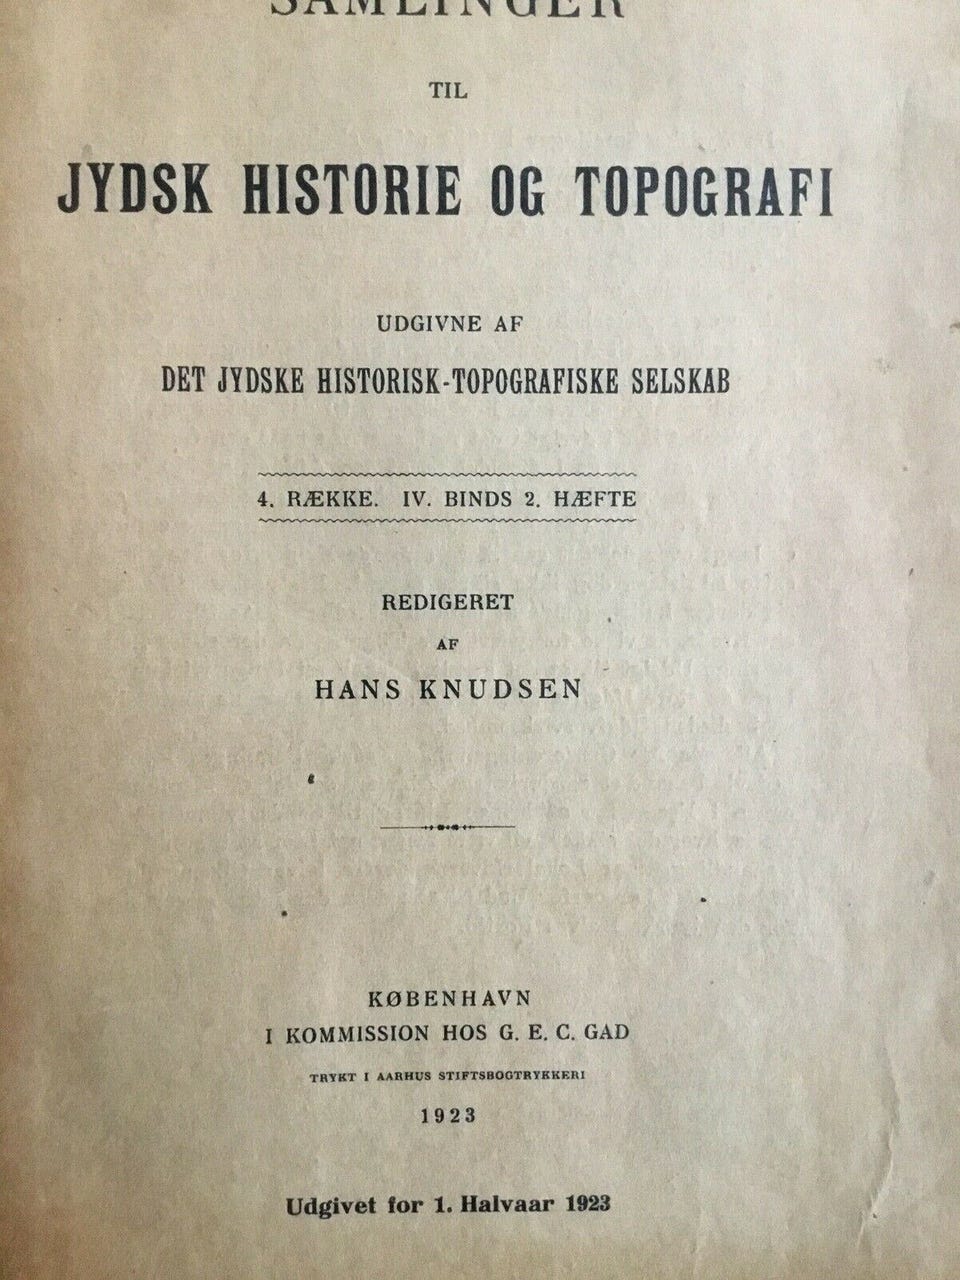 SAMLINGER
TIL
JYDSK HISTORIE OG TOPOGRAFI
UDGIVNE AF
DET JYDSKE HISTORISK-TOPOGRAFISKE SELSKAB
4. RÆKKE. IV. BINDS 2. HÆFTE
REDIGERET
AF
HANS KNUDSEN
KØBENHAVN
I KOMMISSION HOS G. E. C. GAD
TRYKT I AARHUS STIFTSBOGTRYKKERI
1923
Udgivet for 1. Halvaar 1923